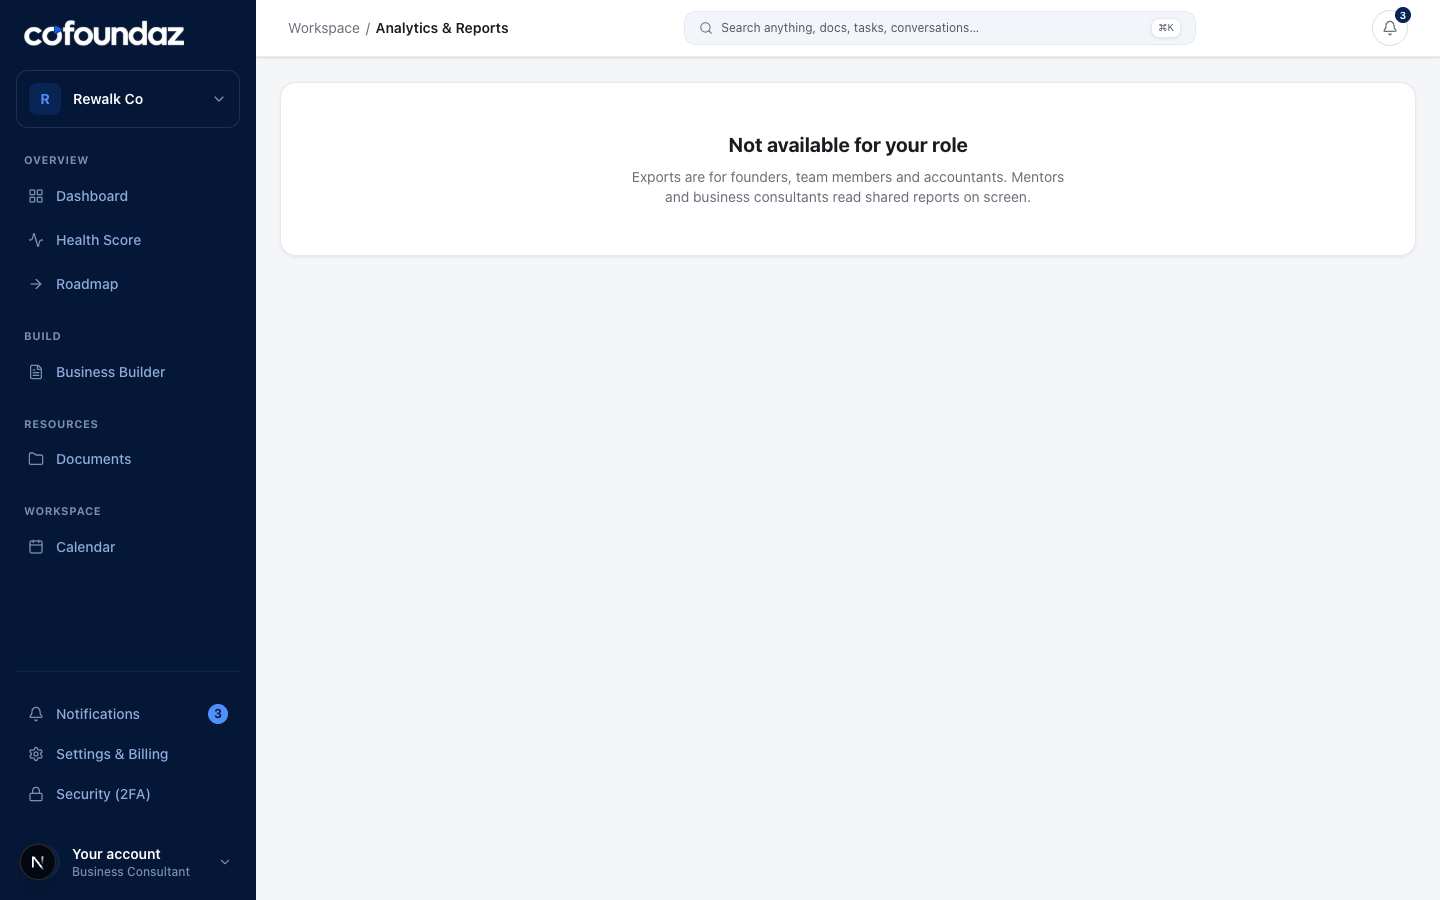 cofoundaz
R
Rewalk Co
OVERVIEW
Dashboard
Health Score
Roadmap
BUILD
Business Builder
RESOURCES
Documents
WORKSPACE
Calendar
Notifications 3
Settings & Billing
Security (2FA)
N
Your account
Business Consultant
Workspace / Analytics & Reports
Search anything, docs, tasks, conversations...
⌘K
3
Not available for your role
Exports are for founders, team members and accountants. Mentors
and business consultants read shared reports on screen.